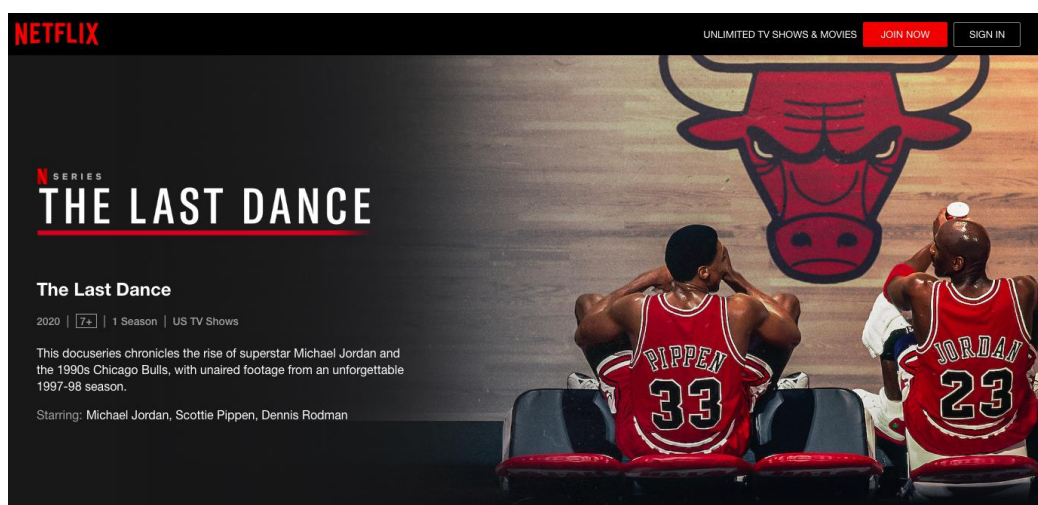 NETFLIX
UNLIMITED TV SHOWS & MOVIES
JOIN NOW
SIGN IN
N SERIES
THE LAST DANCE
The Last Dance
2020 | 7+ | 1 Season | US TV Shows
This docuseries chronicles the rise of superstar Michael Jordan and
the 1990s Chicago Bulls, with unaired footage from an unforgettable
1997-98 season.
Starring: Michael Jordan, Scottie Pippen, Dennis Rodman
PIPPEN
33
JORDAN
23